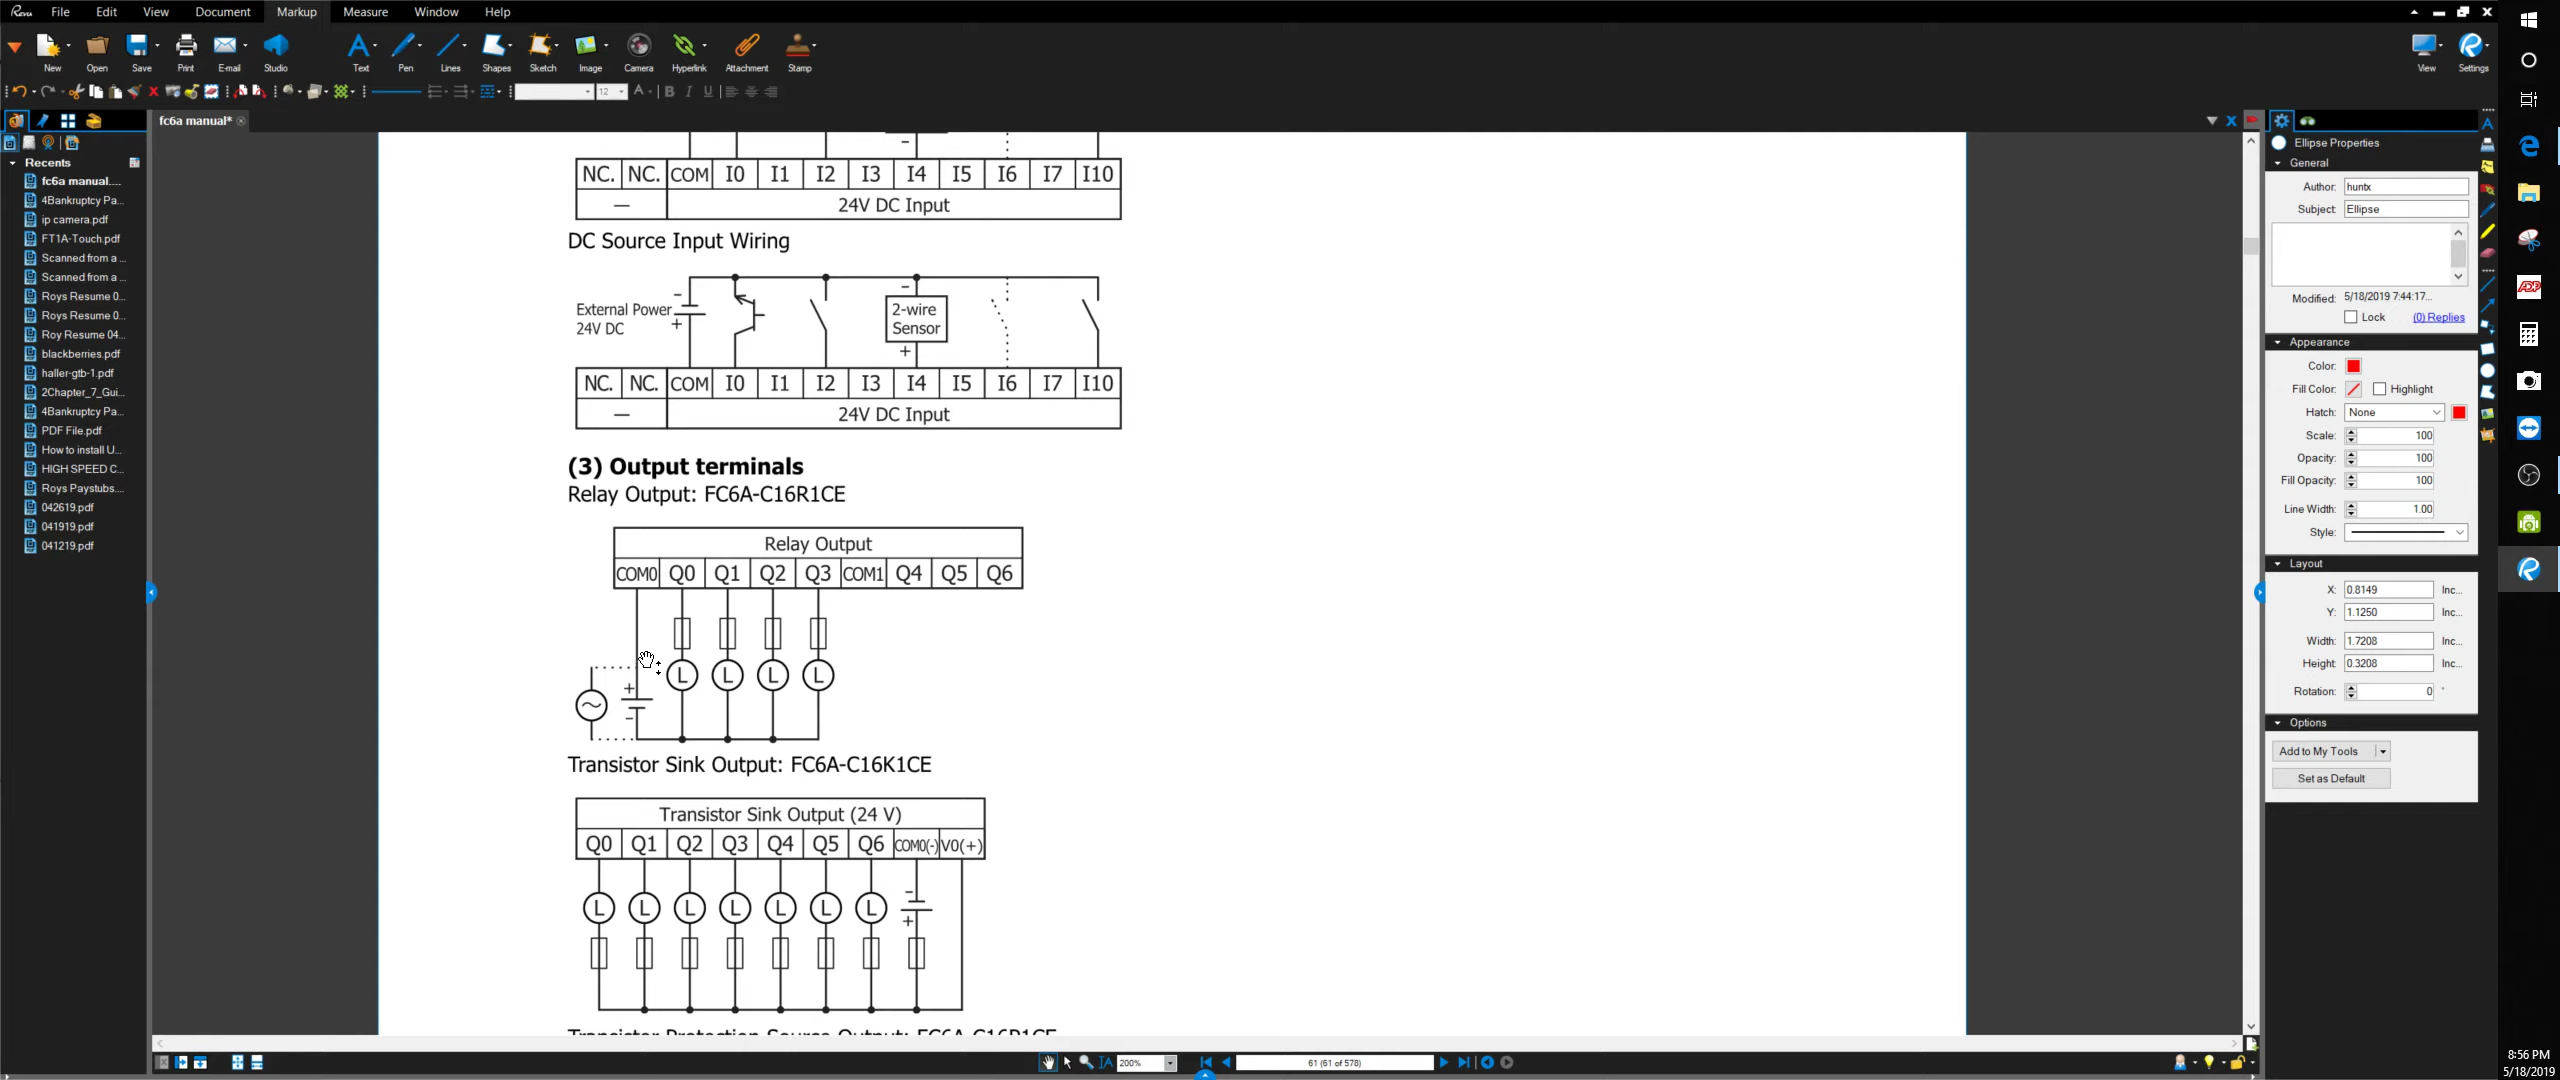 Revu File Edit View Document Markup Measure Window Help
New Open Save Print E-mail Studio Text Pen Lines Shapes Sketch Image Camera Hyperlink Attachment Stamp View Settings
12 A B I U
fc6a manual*
Recents
fc6a manual....
4Bankruptcy Pa...
ip camera.pdf
FT1A-Touch.pdf
Scanned from a ...
Scanned from a ...
Roys Resume 0...
Roys Resume 0...
Roy Resume 04...
blackberries.pdf
haller-gtb-1.pdf
2Chapter_7_Gui...
4Bankruptcy Pa...
PDF File.pdf
How to install U...
HIGH SPEED C...
Roys Paystubs....
042619.pdf
041919.pdf
041219.pdf
−
NC. NC. COM I0 I1 I2 I3 I4 I5 I6 I7 I10
— 24V DC Input
DC Source Input Wiring
External Power
24V DC
−
+
−
2-wire
Sensor
+
NC. NC. COM I0 I1 I2 I3 I4 I5 I6 I7 I10
— 24V DC Input
(3) Output terminals
Relay Output: FC6A-C16R1CE
Relay Output
COM0 Q0 Q1 Q2 Q3 COM1 Q4 Q5 Q6
L L L L
+
−
Transistor Sink Output: FC6A-C16K1CE
Transistor Sink Output (24 V)
Q0 Q1 Q2 Q3 Q4 Q5 Q6 COM0(-) V0(+)
−
L L L L L L L
+
Ellipse Properties
General
Author: huntx
Subject: Ellipse
Modified: 5/18/2019 7:44:17...
Lock (0) Replies
Appearance
Color:
Fill Color: Highlight
Hatch: None
Scale: 100
Opacity: 100
Fill Opacity: 100
Line Width: 1.00
Style:
Layout
X: 0.8149 Inc...
Y: 1.1250 Inc...
Width: 1.7208 Inc...
Height: 0.3208 Inc...
Rotation: 0 °
Options
Add to My Tools
Set as Default
200%
61 (61 of 578)
ADP
8:56 PM
5/18/2019